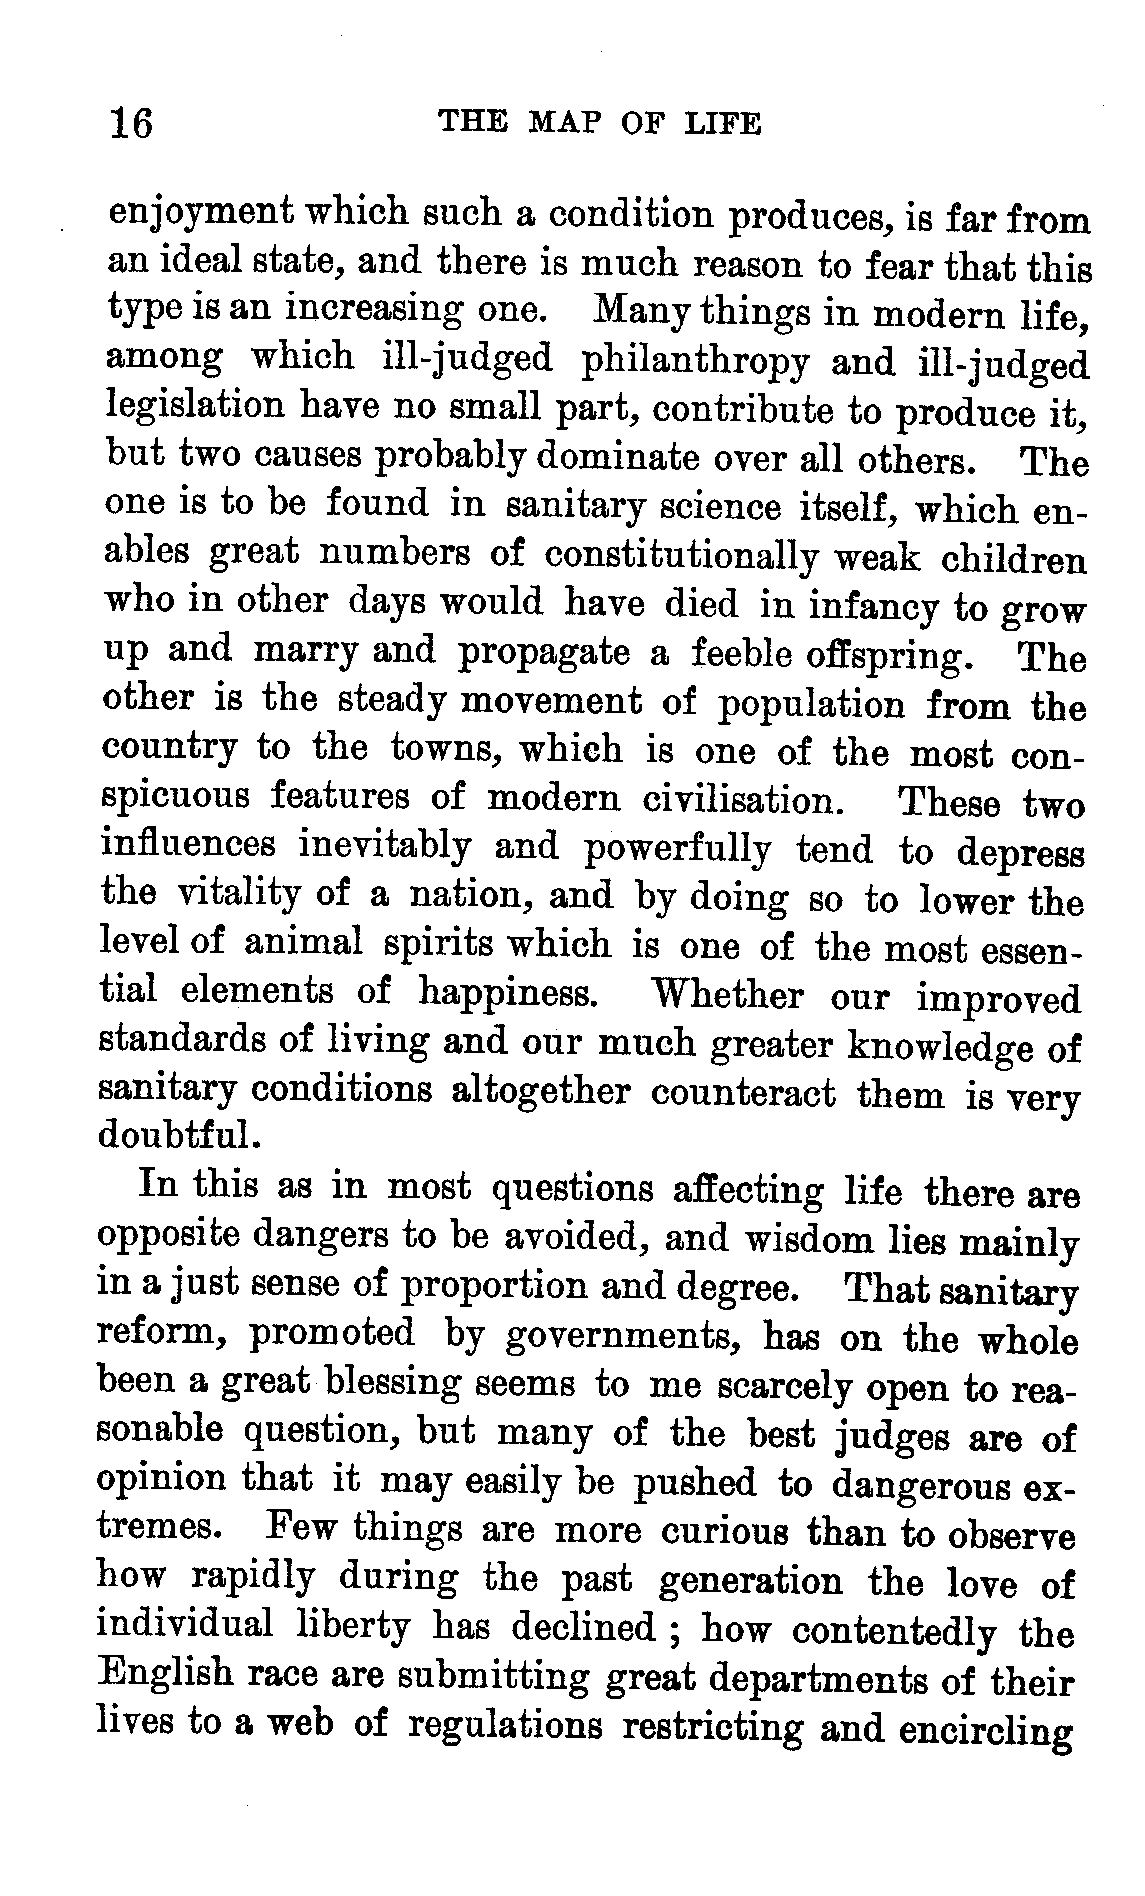 16 THE MAP OF LIFE
enjoyment which such a condition produces, is far from
an ideal state, and there is much reason to fear that this
type is an increasing one. Many things in modern life,
among which ill-judged philanthropy and ill-judged
legislation have no small part, contribute to produce it,
but two causes probably dominate over all others. The
one is to be found in sanitary science itself, which en-
ables great numbers of constitutionally weak children
who in other days would have died in infancy to grow
up and marry and propagate a feeble offspring. The
other is the steady movement of population from the
country to the towns, which is one of the most con-
spicuous features of modern civilisation. These two
influences inevitably and powerfully tend to depress
the vitality of a nation, and by doing so to lower the
level of animal spirits which is one of the most essen-
tial elements of happiness. Whether our improved
standards of living and our much greater knowledge of
sanitary conditions altogether counteract them is very
doubtful.
In this as in most questions affecting life there are
opposite dangers to be avoided, and wisdom lies mainly
in a just sense of proportion and degree. That sanitary
reform, promoted by governments, has on the whole
been a great blessing seems to me scarcely open to rea-
sonable question, but many of the best judges are of
opinion that it may easily be pushed to dangerous ex-
tremes. Few things are more curious than to observe
how rapidly during the past generation the love of
individual liberty has declined ; how contentedly the
English race are submitting great departments of their
lives to a web of regulations restricting and encircling